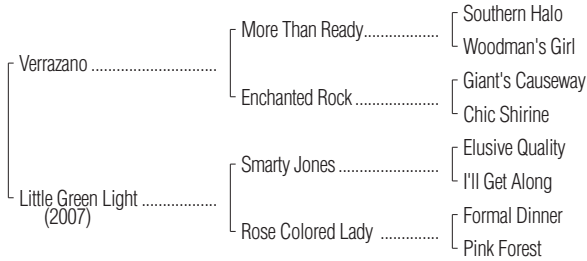 Southern Halo
More Than Ready..................
Woodman's Girl
Verrazano ..............................
Giant's Causeway
Enchanted Rock ....................
Chic Shirine
Elusive Quality
Smarty Jones ........................
I'll Get Along
Little Green Light ..................
(2007)
Formal Dinner
Rose Colored Lady ..............
Pink Forest